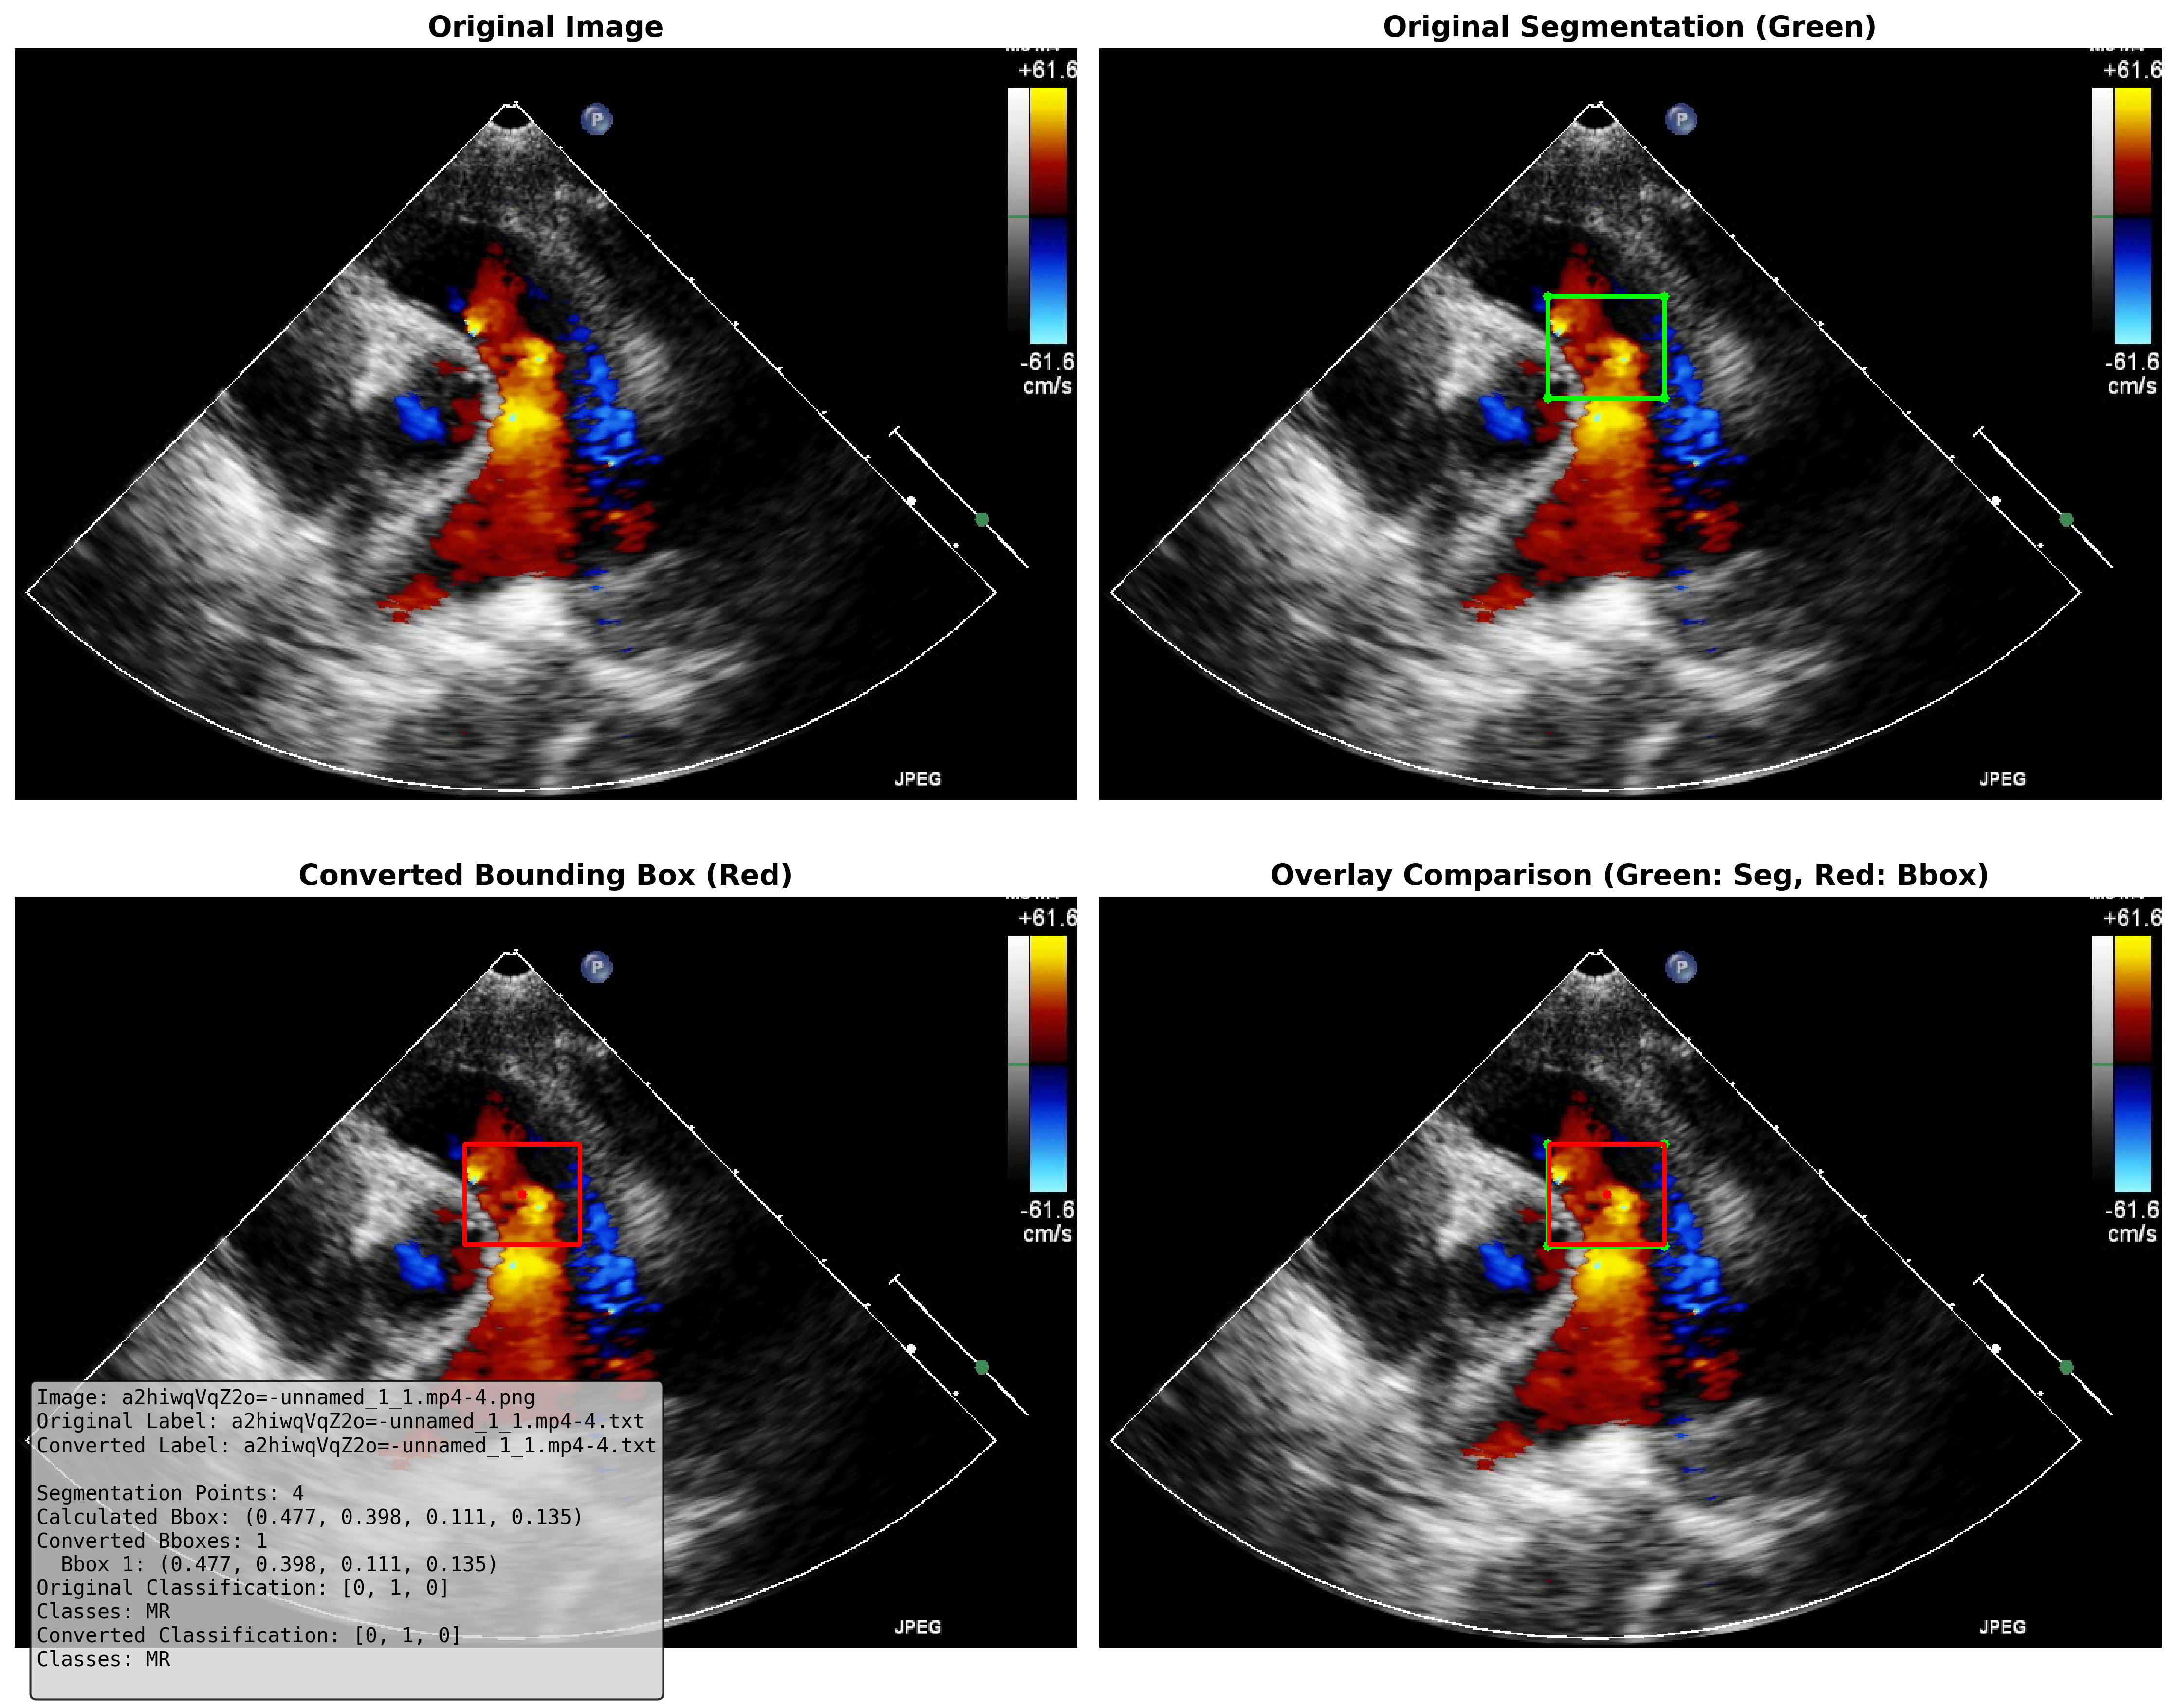 Original Image
+61.6
P
-61.6
cm/s
JPEG
Original Segmentation (Green)
+61.6
P
-61.6
cm/s
JPEG
Converted Bounding Box (Red)
+61.6
P
-61.6
cm/s
Image: a2hiwqVqZ2o=-unnamed_1_1.mp4-4.png
Original Label: a2hiwqVqZ2o=-unnamed_1_1.mp4-4.txt
Converted Label: a2hiwqVqZ2o=-unnamed_1_1.mp4-4.txt
Segmentation Points: 4
Calculated Bbox: (0.477, 0.398, 0.111, 0.135)
Converted Bboxes: 1
Bbox 1: (0.477, 0.398, 0.111, 0.135)
Original Classification: [0, 1, 0]
Classes: MR
Converted Classification: [0, 1, 0]
Classes: MR
JPEG
Overlay Comparison (Green: Seg, Red: Bbox)
+61.6
P
-61.6
cm/s
JPEG